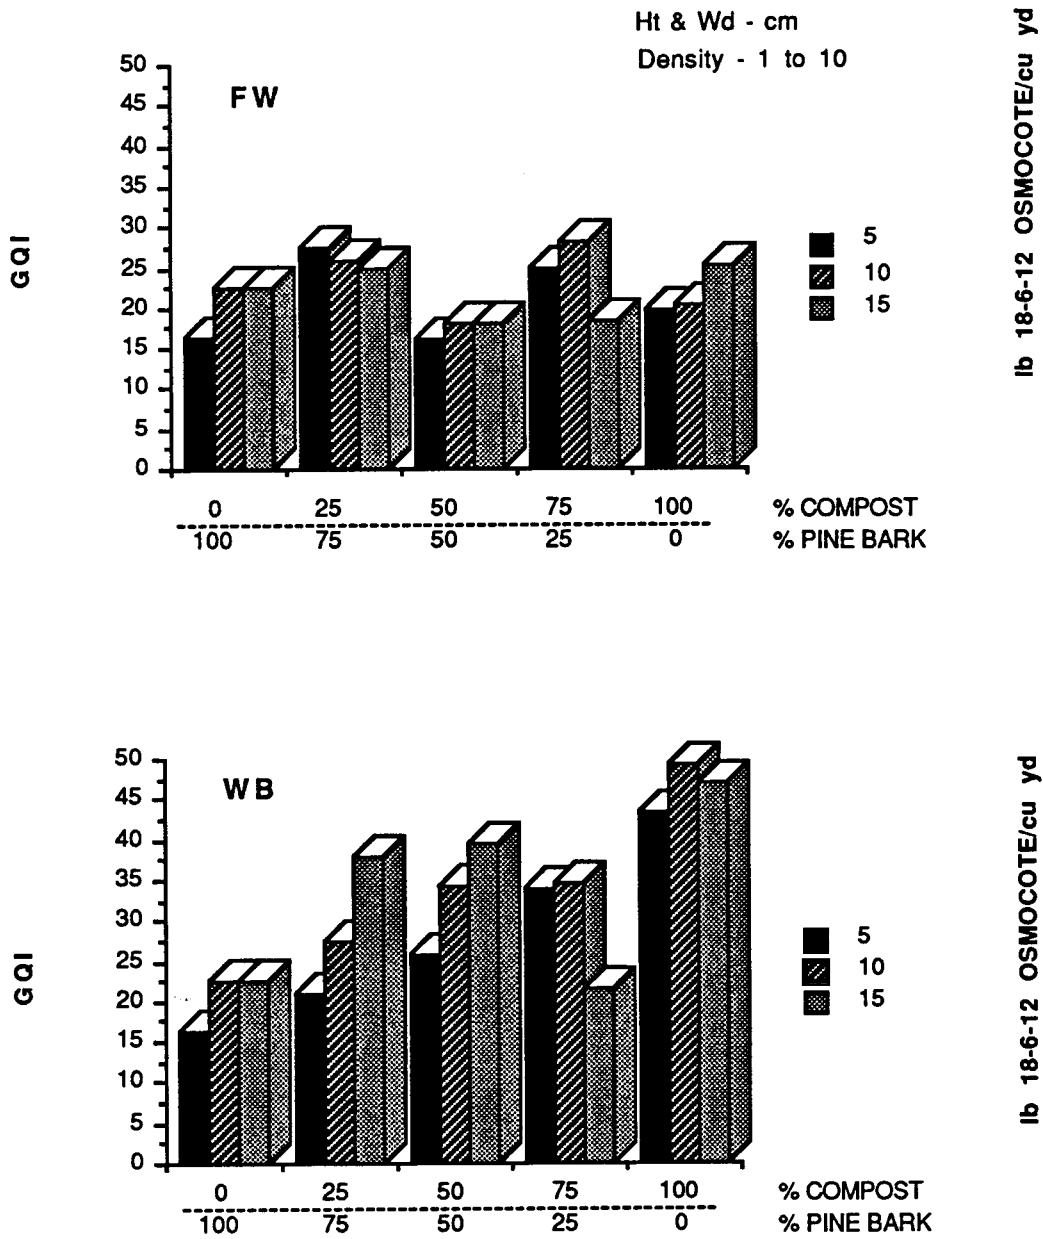 Ht & Wd - cm
Density - 1 to 10
lb 18-6-12 OSMOCOTE/cu yd
FW
GQI
50
45
40
35
30
25
20
15
10
5
0
5
10
15
0 25 50 75 100 % COMPOST
100 75 50 25 0 % PINE BARK
lb 18-6-12 OSMOCOTE/cu yd
WB
GQI
50
45
40
35
30
25
20
15
10
5
0
5
10
15
0 25 50 75 100 % COMPOST
100 75 50 25 0 % PINE BARK